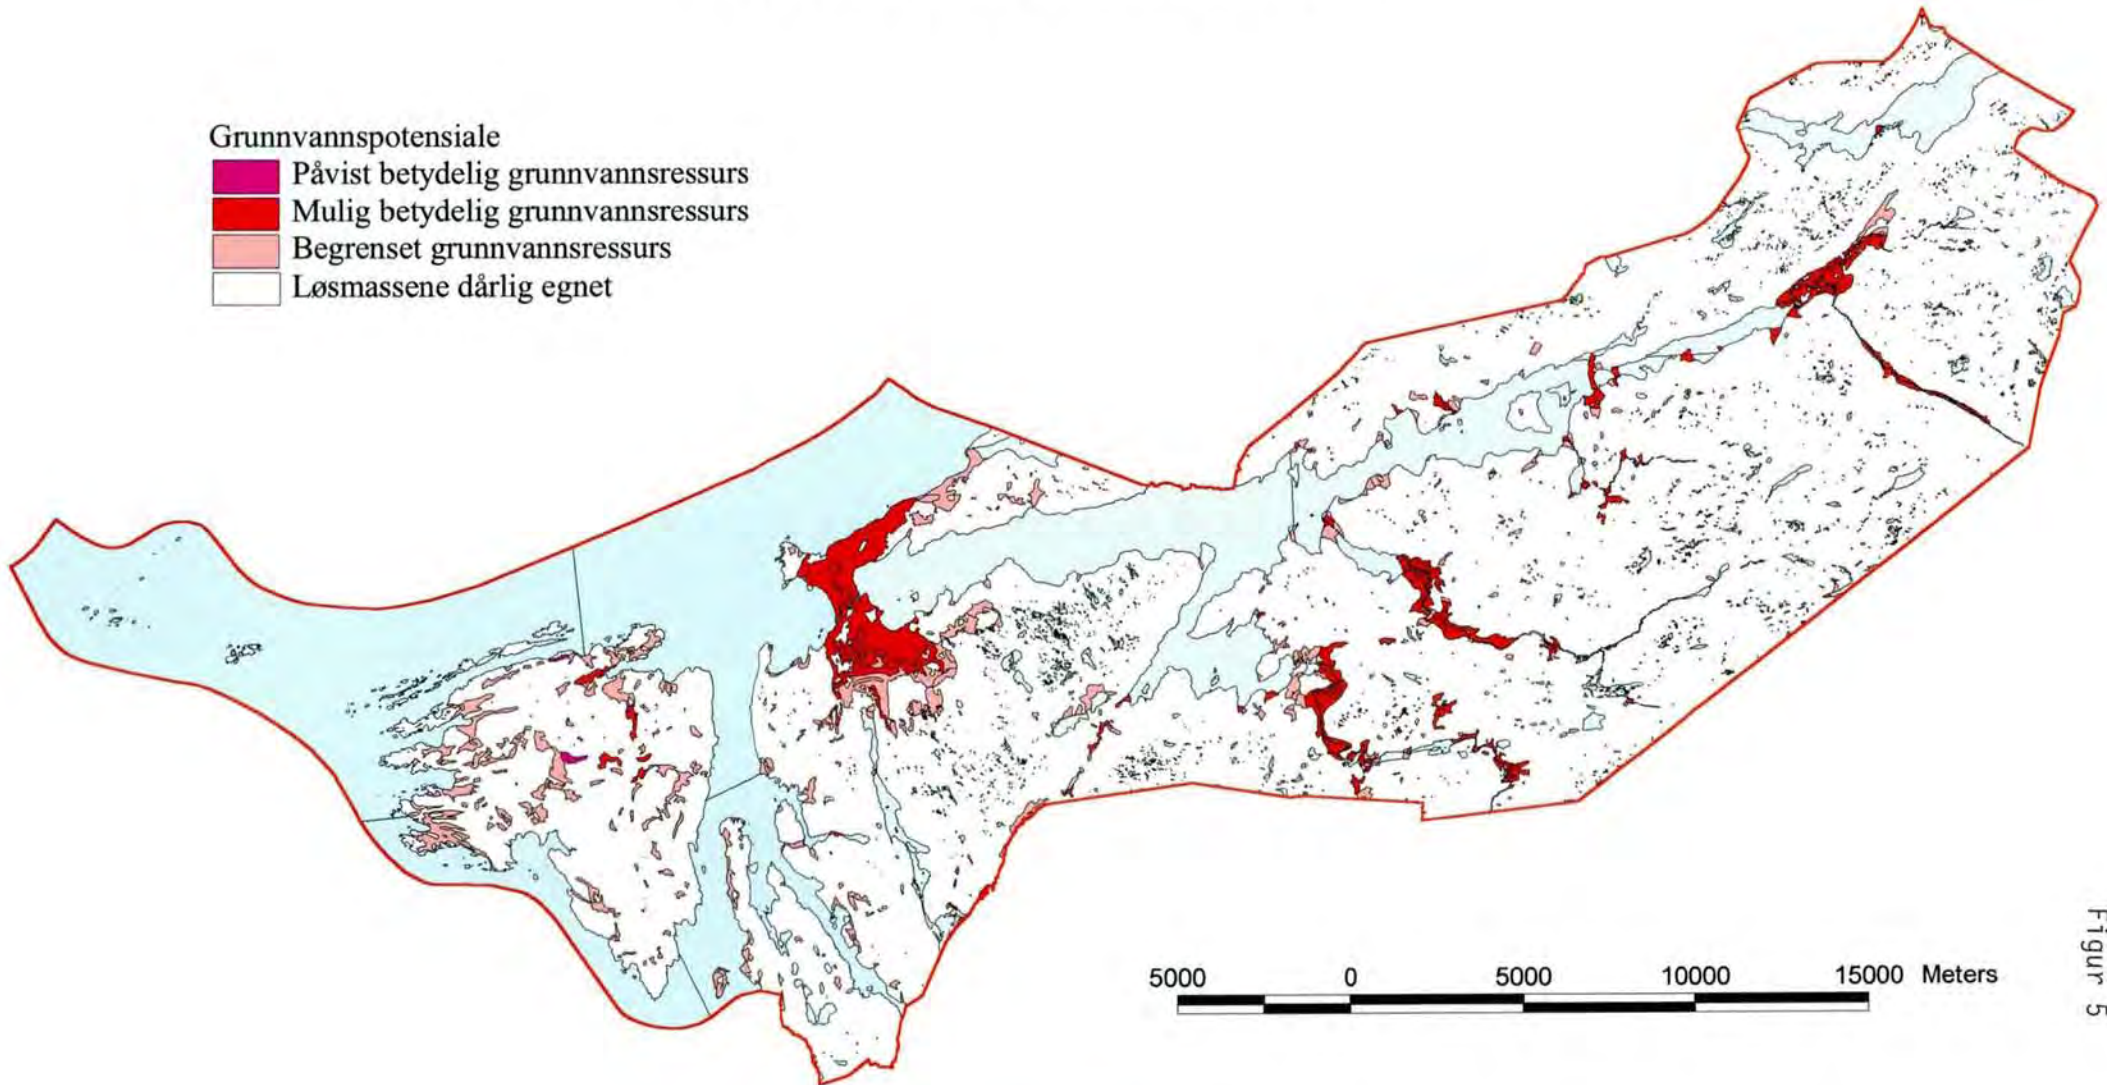 Grunnvannspotensiale
Påvist betydelig grunnvannsressurs
Mulig betydelig grunnvannsressurs
Begrenset grunnvannsressurs
Løsmassene dårlig egnet
5000 0 5000 10000 15000 Meters
Figur 5